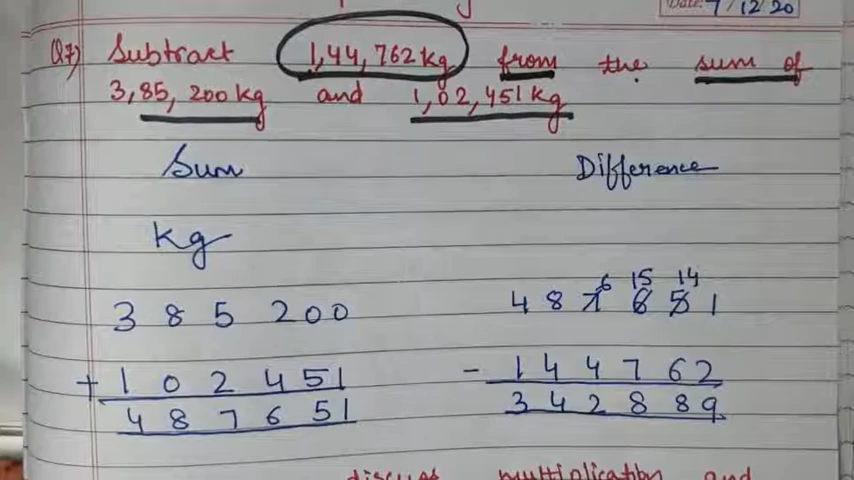 Date: 7/12/20
Q7) Subtract 1,44,762 kg from the sum of
3,85,200 kg and 1,02,451 kg
Sum Difference
kg
6 15 14
3 8 5 2 0 0 4 8 7 6 5 1
+ 1 0 2 4 5 1 - 1 4 4 7 6 2
4 8 7 6 5 1 3 4 2 8 8 9
discuss multiplication and